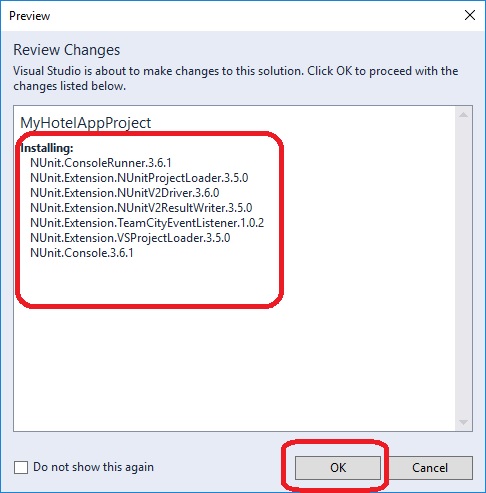 Preview
Review Changes
Visual Studio is about to make changes to this solution. Click OK to proceed with the
changes listed below.
MyHotelAppProject
Installing:
NUnit.ConsoleRunner.3.6.1
NUnit.Extension.NUnitProjectLoader.3.5.0
NUnit.Extension.NUnitV2Driver.3.6.0
NUnit.Extension.NUnitV2ResultWriter.3.5.0
NUnit.Extension.TeamCityEventListener.1.0.2
NUnit.Extension.VSProjectLoader.3.5.0
NUnit.Console.3.6.1
Do not show this again
OK
Cancel